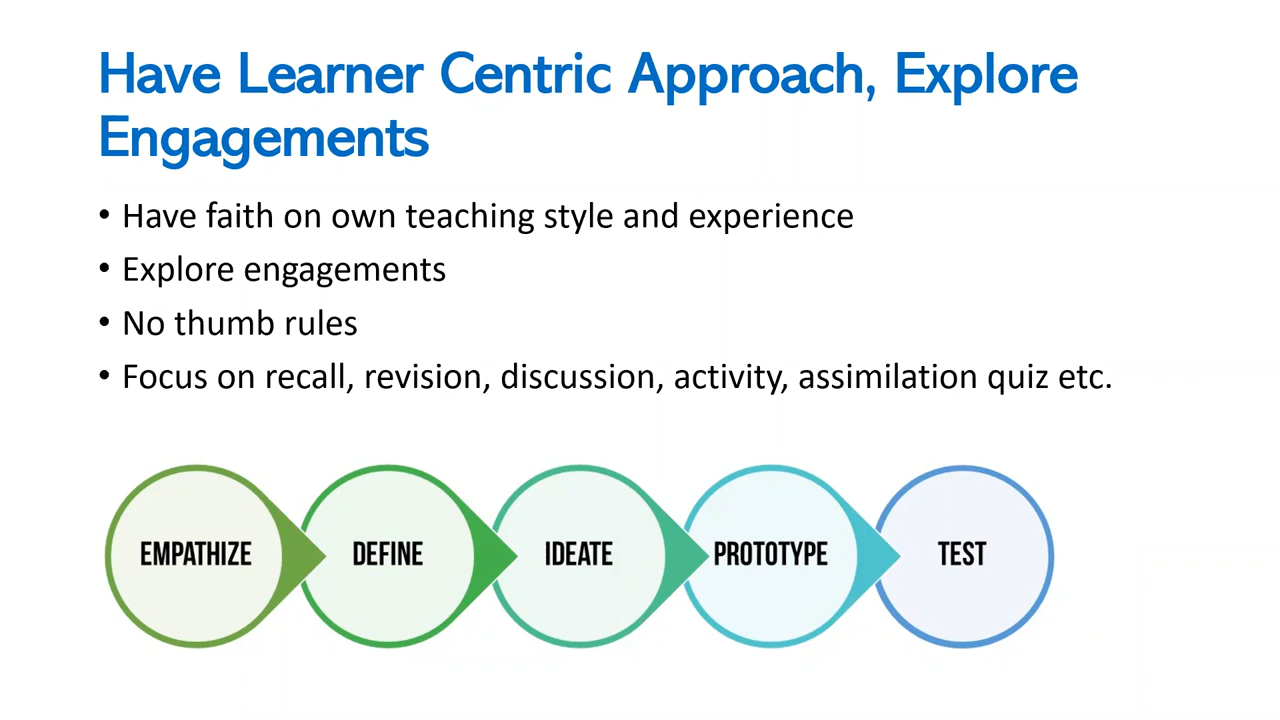 Have Learner Centric Approach, Explore
Engagements
• Have faith on own teaching style and experience
• Explore engagements
• No thumb rules
• Focus on recall, revision, discussion, activity, assimilation quiz etc.
EMPATHIZE
DEFINE
IDEATE
PROTOTYPE
TEST